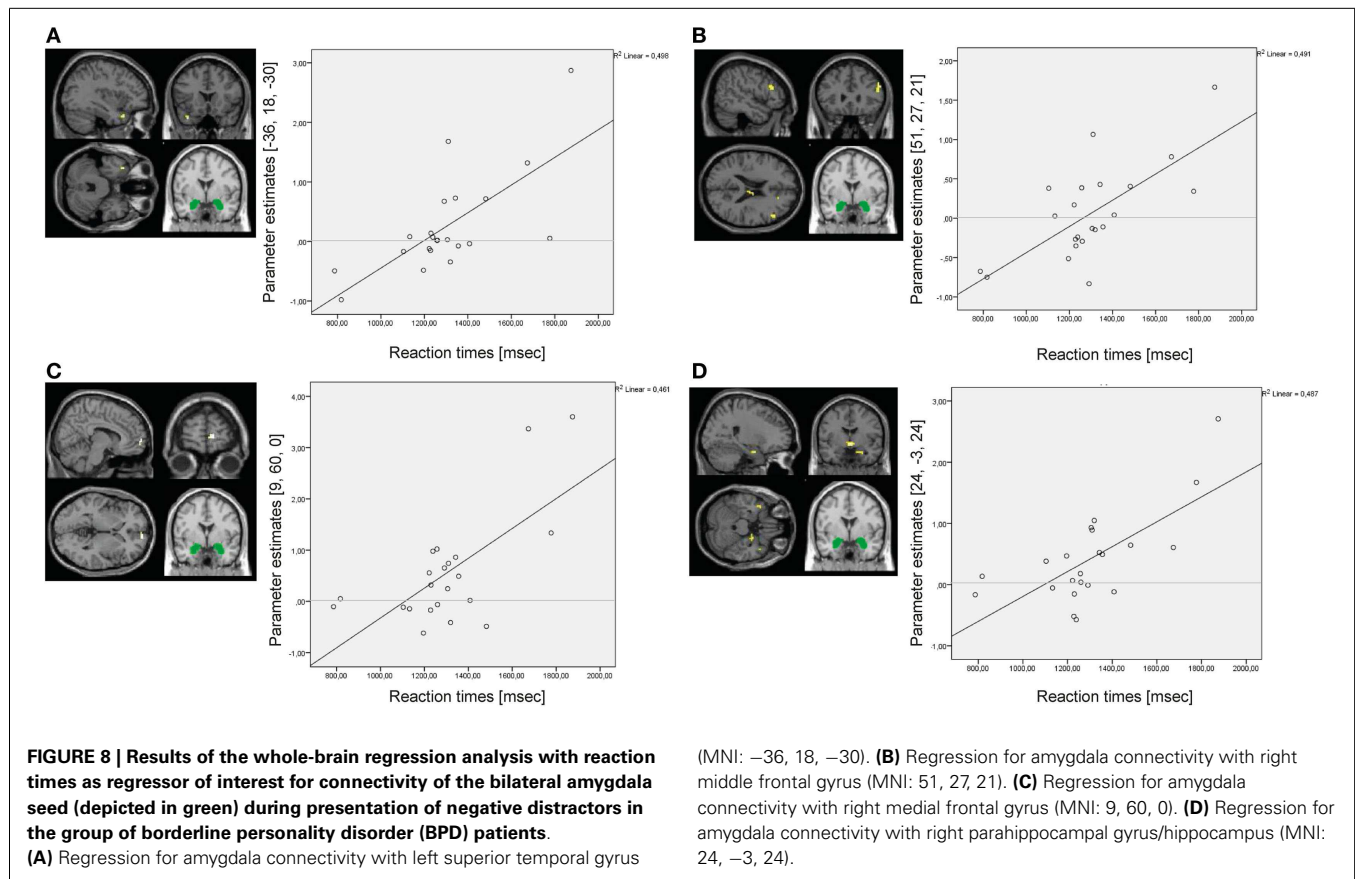 A
R² Linear = 0,498
Parameter estimates [-36, 18, -30]
3,00
2,00
1,00
,00
-1,00
800,00 1000,00 1200,00 1400,00 1600,00 1800,00 2000,00
Reaction times [msec]
B
R² Linear = 0,491
Parameter estimates [51, 27, 21]
2,00
1,50
1,00
,50
,00
-,50
-1,00
800,00 1000,00 1200,00 1400,00 1600,00 1800,00 2000,00
Reaction times [msec]
C
R² Linear = 0,461
Parameter estimates [9, 60, 0]
4,00
3,00
2,00
1,00
,00
-1,00
800,00 1000,00 1200,00 1400,00 1600,00 1800,00 2000,00
Reaction times [msec]
D
R² Linear = 0,487
Parameter estimates [24, -3, 24]
3,00
2,00
1,00
,00
-1,00
800,00 1000,00 1200,00 1400,00 1600,00 1800,00 2000,00
Reaction times [msec]
FIGURE 8 | Results of the whole-brain regression analysis with reaction
times as regressor of interest for connectivity of the bilateral amygdala
seed (depicted in green) during presentation of negative distractors in
the group of borderline personality disorder (BPD) patients.
(A) Regression for amygdala connectivity with left superior temporal gyrus
(MNI: −36, 18, −30). (B) Regression for amygdala connectivity with right
middle frontal gyrus (MNI: 51, 27, 21). (C) Regression for amygdala
connectivity with right medial frontal gyrus (MNI: 9, 60, 0). (D) Regression for
amygdala connectivity with right parahippocampal gyrus/hippocampus (MNI:
24, −3, 24).